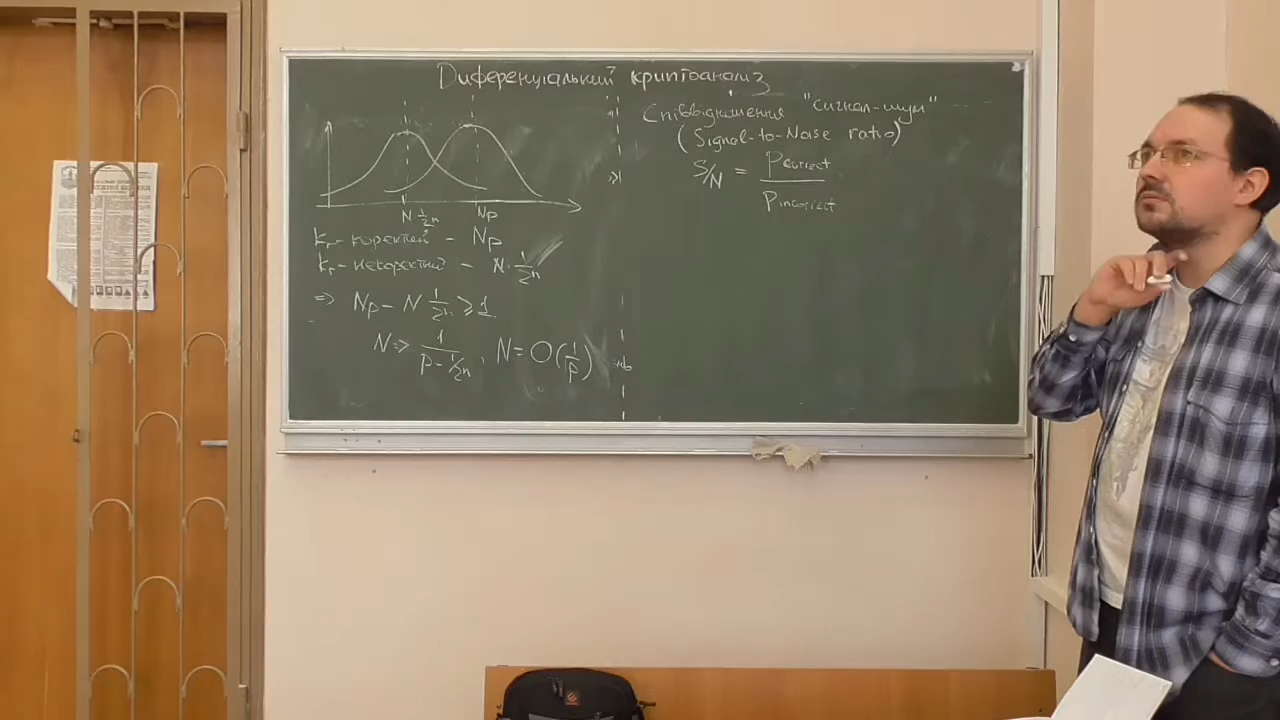 Диференціальний криптоаналіз
N 1/2ⁿ Np
kᵣ - коректний - Np
kᵣ - некоректний - N·1/2ⁿ
=> Np - N 1/2ⁿ ⩾ 1
N => 1/(p - 1/2ⁿ), N = O(1/p)
Співвідношення "сигнал-шум"
(Signal-to-Noise ratio)
S/N = Pcorrect / Pincorrect